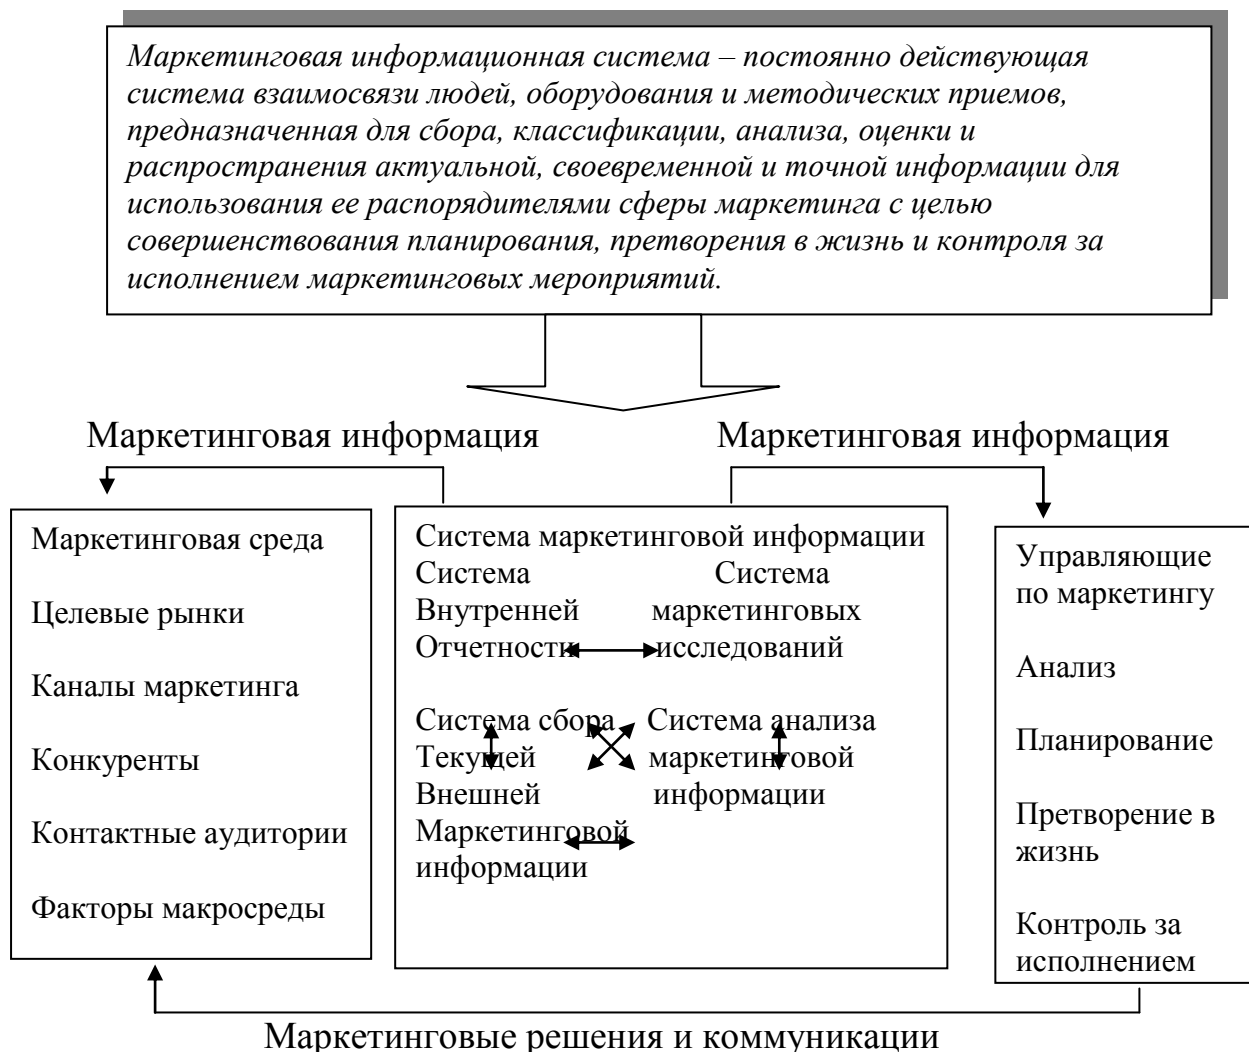 Маркетинговая информационная система – постоянно действующая
система взаимосвязи людей, оборудования и методических приемов,
предназначенная для сбора, классификации, анализа, оценки и
распространения актуальной, своевременной и точной информации для
использования ее распорядителями сферы маркетинга с целью
совершенствования планирования, претворения в жизнь и контроля за
исполнением маркетинговых мероприятий.
Маркетинговая информация
Маркетинговая информация
Маркетинговая среда
Целевые рынки
Каналы маркетинга
Конкуренты
Контактные аудитории
Факторы макросреды
Система маркетинговой информации
Система Система
Внутренней маркетинговых
Отчетности исследований
Система сбора Система анализа
Текущей маркетинговой
Внешней информации
Маркетинговой
информации
Управляющие
по маркетингу
Анализ
Планирование
Претворение в
жизнь
Контроль за
исполнением
Маркетинговые решения и коммуникации